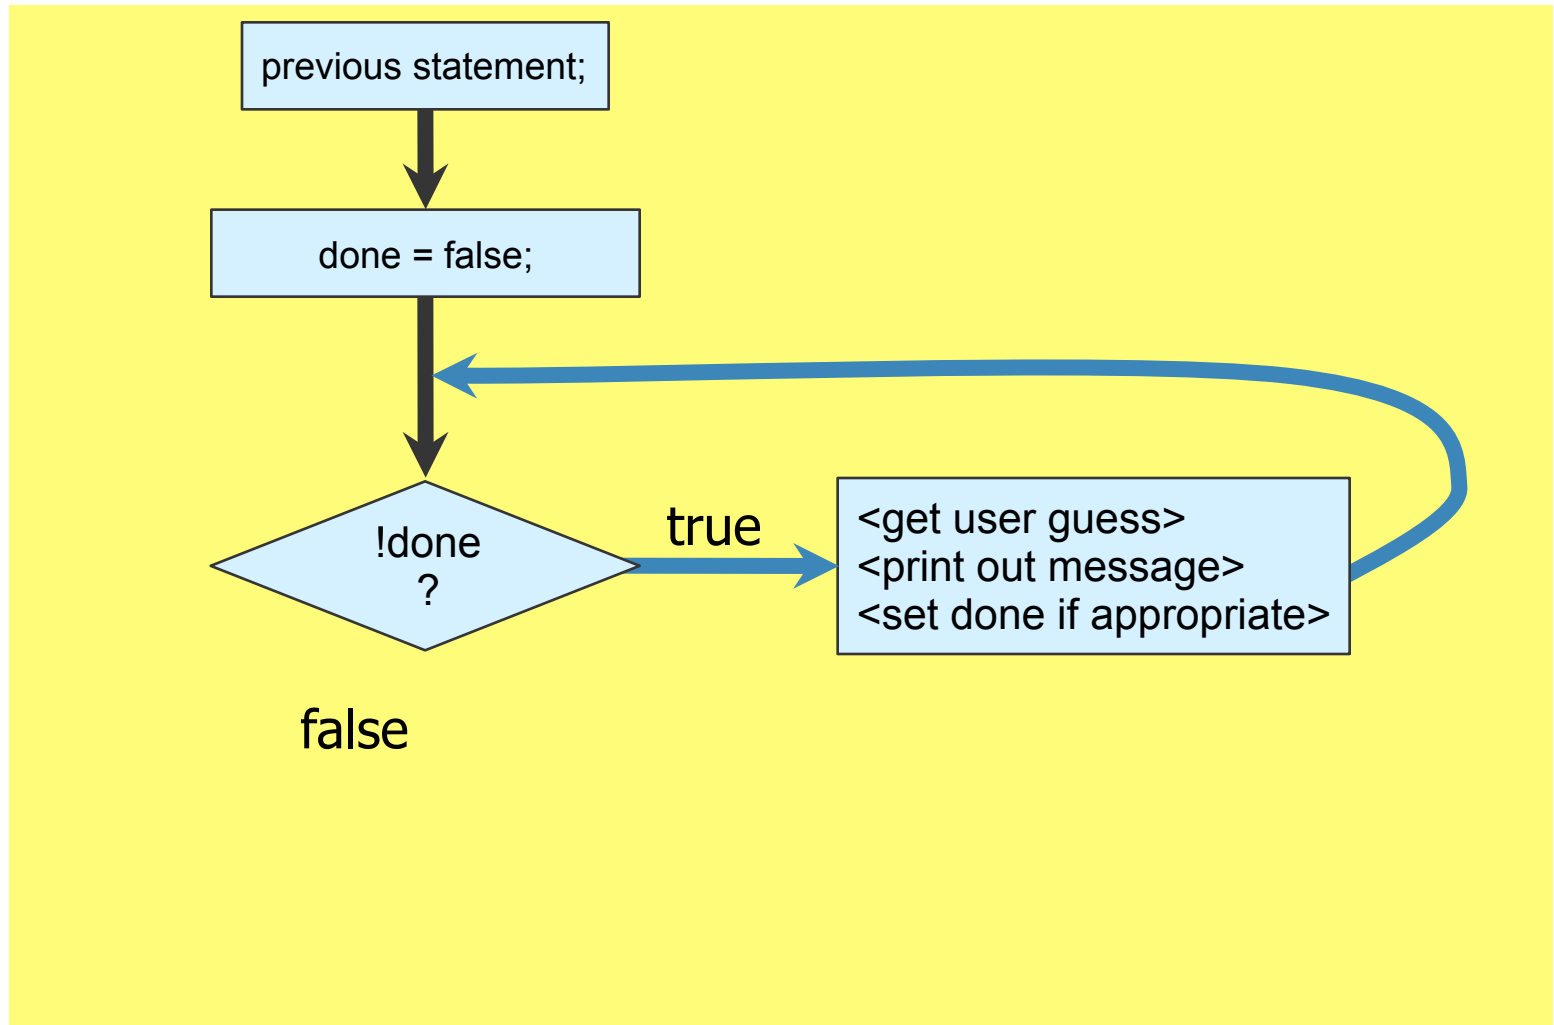 previous statement;
done = false;
!done
?
true
<get user guess>
<print out message>
<set done if appropriate>
false